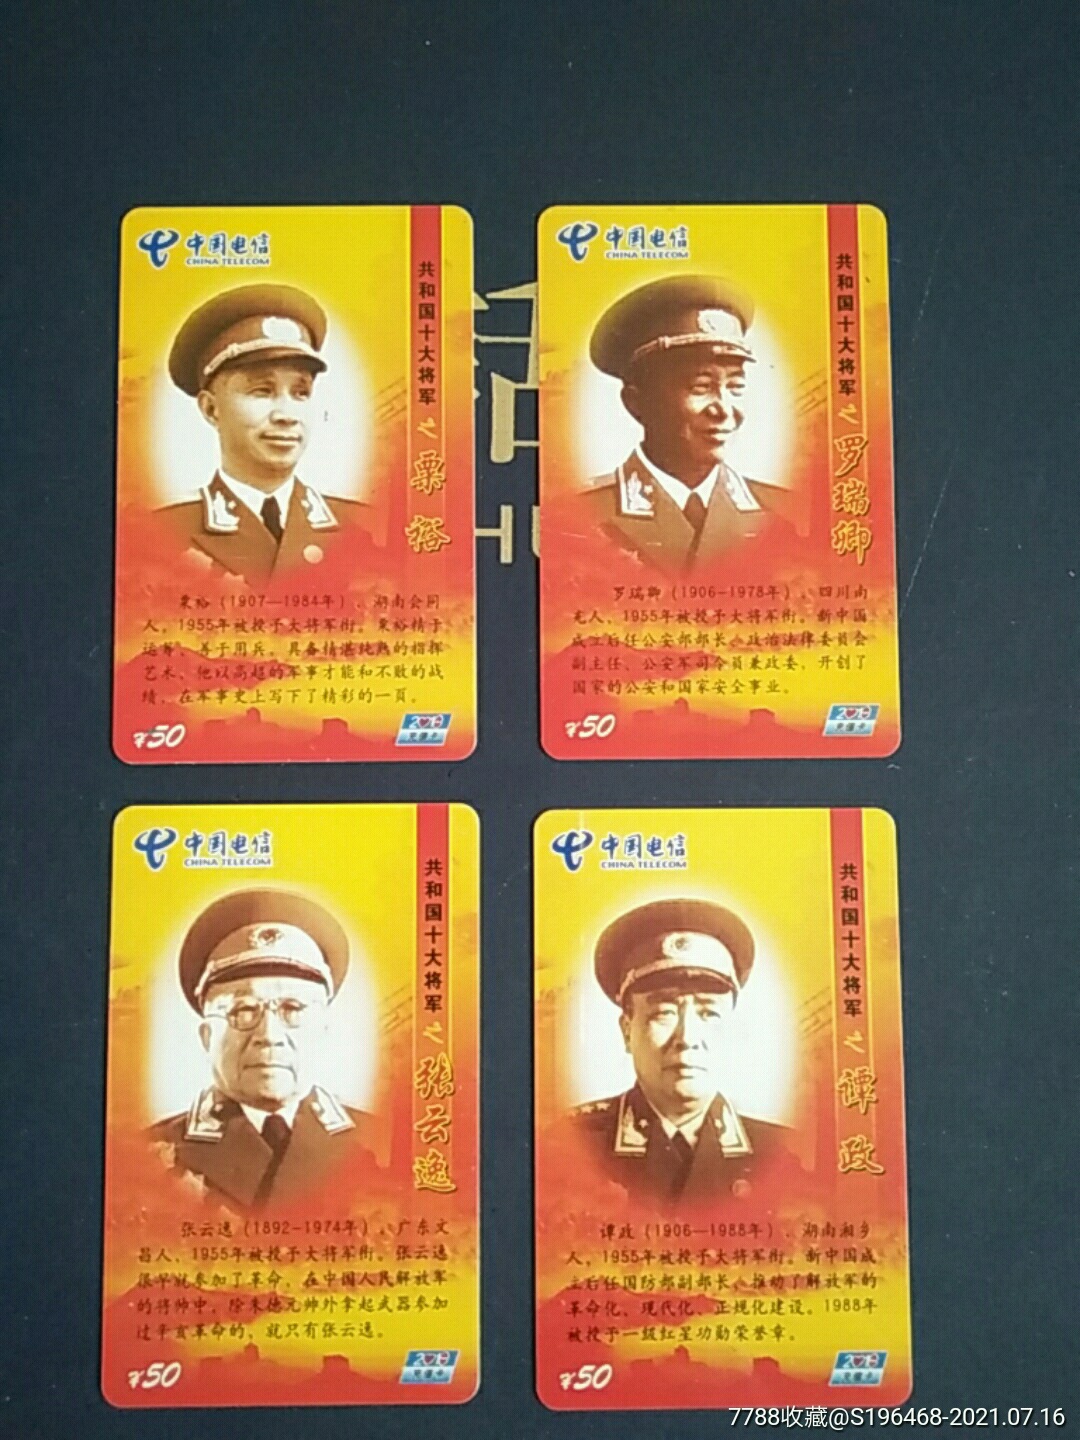 中国电信
CHINA TELECOM
共和国十大将军之粟裕
粟裕（1907—1984年）、湖南会同
人，1955年被授予大将军衔。粟裕精于
运筹、善于用兵，具备精湛纯熟的指挥
艺术，他以高超的军事才能和不败的战
绩，在军事史上写下了精彩的一頁。
¥50
充值卡
中国电信
CHINA TELECOM
共和国十大将军之罗瑞卿
罗瑞卿（1906-1978年）、四川南
充人，1955年被授予大将军衔。新中国
成立后任公安部部长、政治法律委员会
副主任、公安军司令员兼政委，开创了
国家的公安和国家安全事业。
¥50
充值卡
中国电信
CHINA TELECOM
共和国十大将军之張云逸
张云逸（1892-1974年）、广东文
昌人，1955年被授予大将军衔。张云逸
很早就参加了革命，在中国人民解放军
的将帅中，除朱德元帅外拿起武器参加
过辛亥革命的，就只有张云逸。
¥50
充值卡
中国电信
CHINA TELECOM
共和国十大将军之谭政
谭政（1906—1988年）、湖南湘乡
人，1955年被授予大将军衔。新中国成
立后任国防部副部长、推动了解放军的
革命化、现代化、正规化建设。1988年
被授于一级红星功勋荣誉章。
¥50
充值卡
7788收藏@S196468-2021.07.16